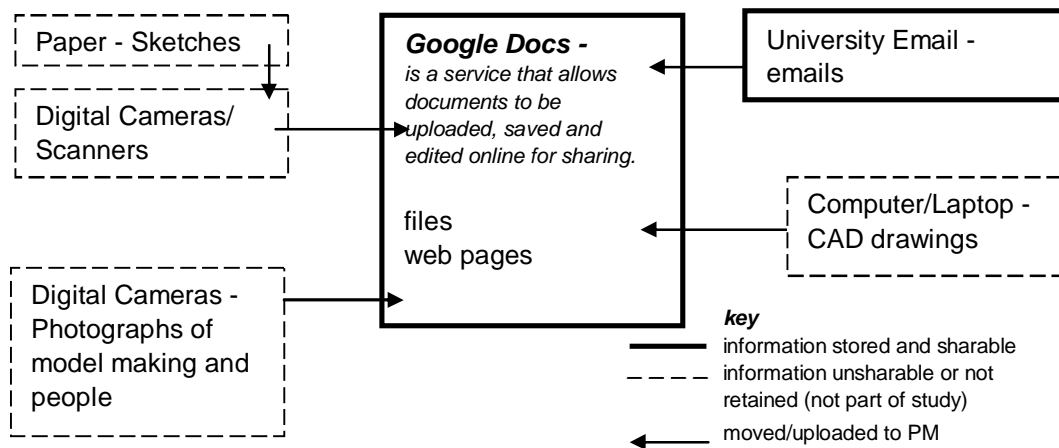 Paper - Sketches
Digital Cameras/
Scanners
Digital Cameras -
Photographs of
model making and
people
Google Docs -
is a service that allows
documents to be
uploaded, saved and
edited online for sharing.
files
web pages
University Email -
emails
Computer/Laptop -
CAD drawings
key
information stored and sharable
information unsharable or not
retained (not part of study)
moved/uploaded to PM